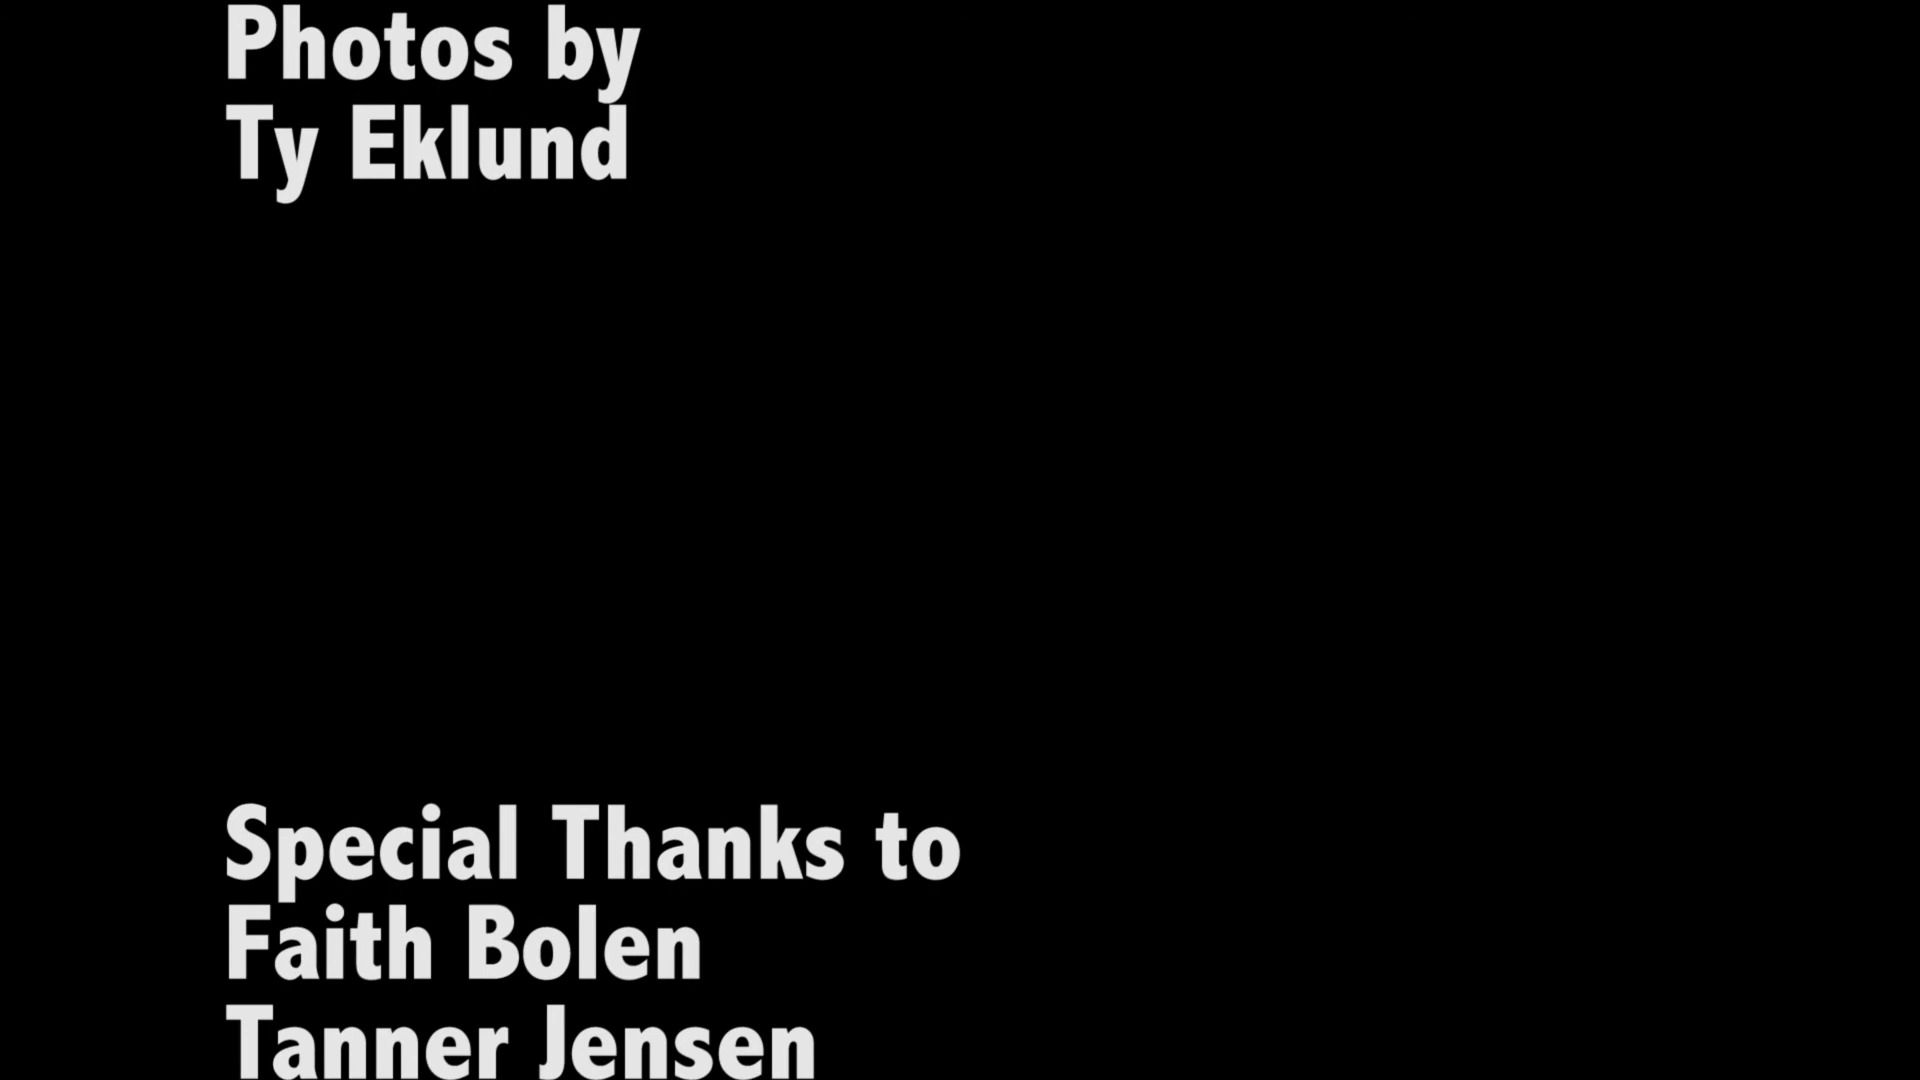 Photos by
Ty Eklund
Special Thanks to
Faith Bolen
Tanner Jensen